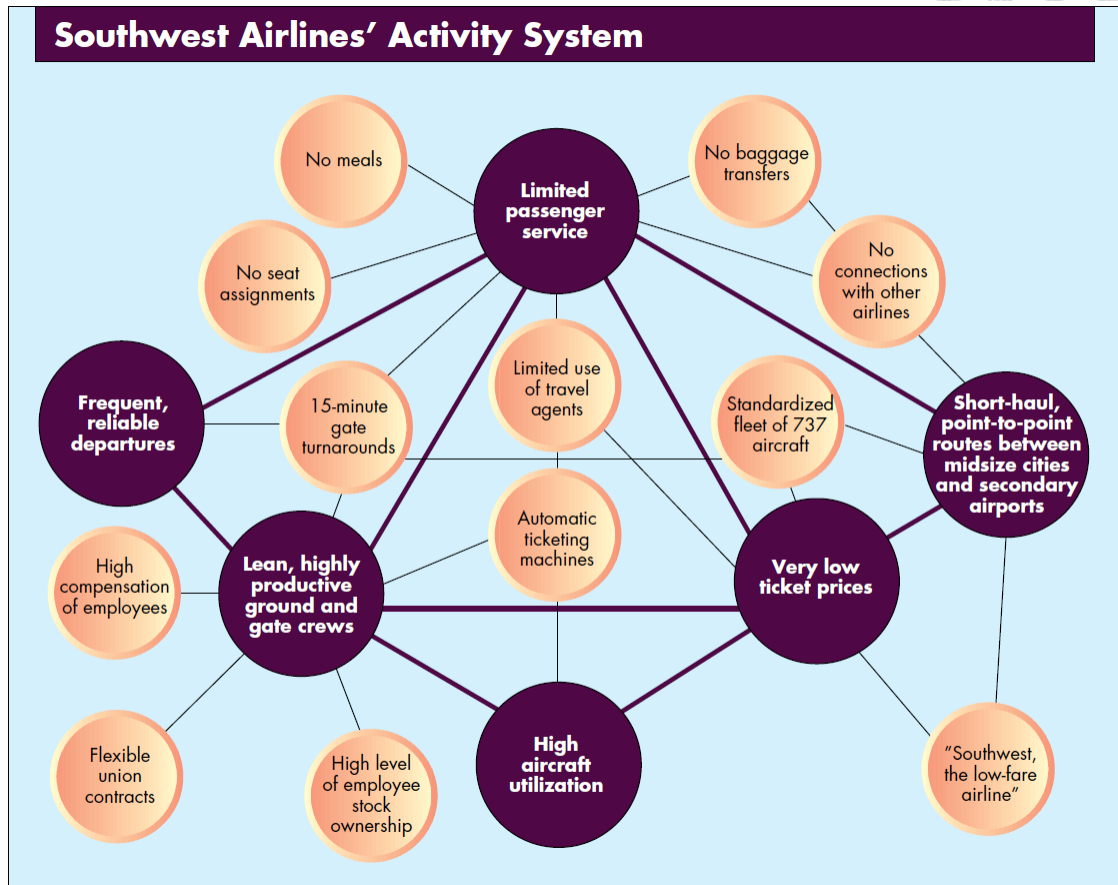 Southwest Airlines’ Activity System
No meals
Limited
passenger
service
No baggage
transfers
No seat
assignments
No
connections
with other
airlines
Frequent,
reliable
departures
15-minute
gate
turnarounds
Limited use
of travel
agents
Standardized
fleet of 737
aircraft
Short-haul,
point-to-point
routes between
midsize cities
and secondary
airports
High
compensation
of employees
Lean, highly
productive
ground and
gate crews
Automatic
ticketing
machines
Very low
ticket prices
Flexible
union
contracts
High level
of employee
stock
ownership
High
aircraft
utilization
”Southwest,
the low-fare
airline”